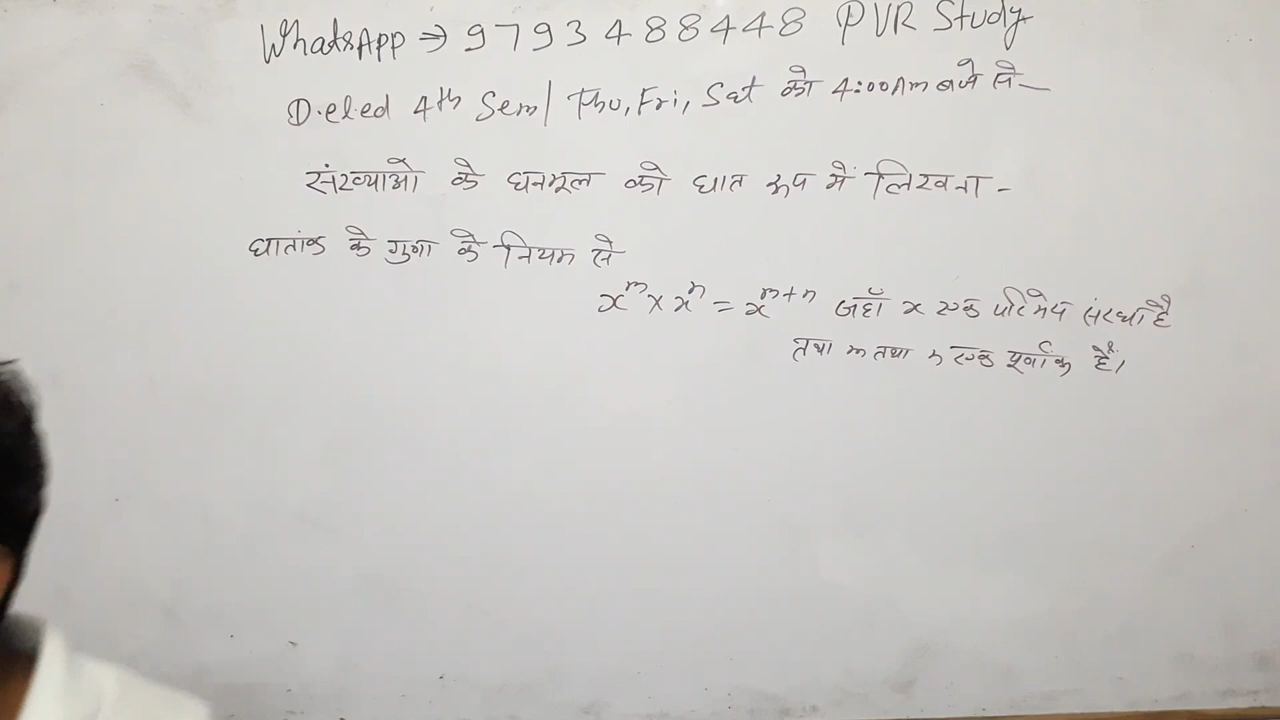 WhatsApp → 9793488448 PVR Study
D.el.ed 4th Sem/ Thu, Fri, Sat को 4:00Am बजे से-
संख्याओ के घनमूल को घात रूप में लिखना -
घातांक के गुणा के नियम से
x^m × x^n = x^{m+n} जहाँ x एक परिमेय संख्या है
तथा m तथा n एक पूर्णांक हैं।